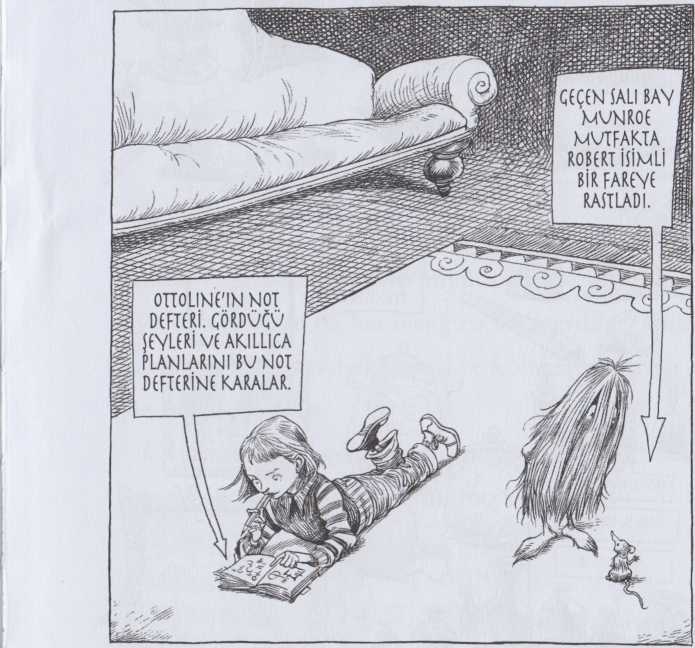 GEÇEN SALI BAY
MUNROE
MUTFAKTA
ROBERT İSİMLİ
BİR FAREYE
RASTLADI.
OTTOLINE'IN NOT
DEFTERİ. GÖRDÜĞÜ
ŞEYLERİ VE AKILLICA
PLANLARINI BU NOT
DEFTERİNE KARALAR.